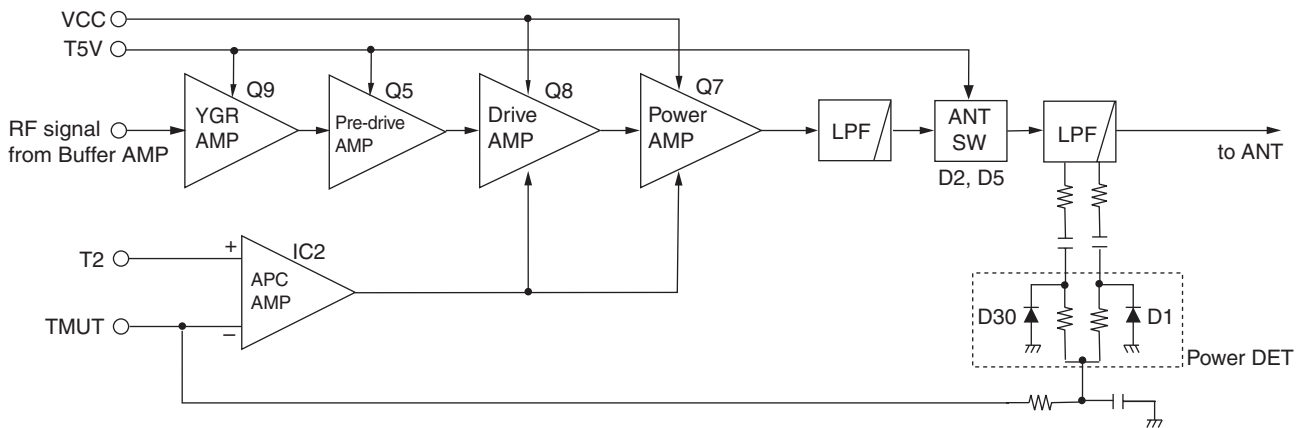 VCC
T5V
Q9
Q5
Q8
Q7
RF signal
from Buffer AMP
YGR
AMP
Pre-drive
AMP
Drive
AMP
Power
AMP
LPF
ANT
SW
D2, D5
LPF
to ANT
T2
+
IC2
APC
AMP
TMUT
–
D30
D1
Power DET